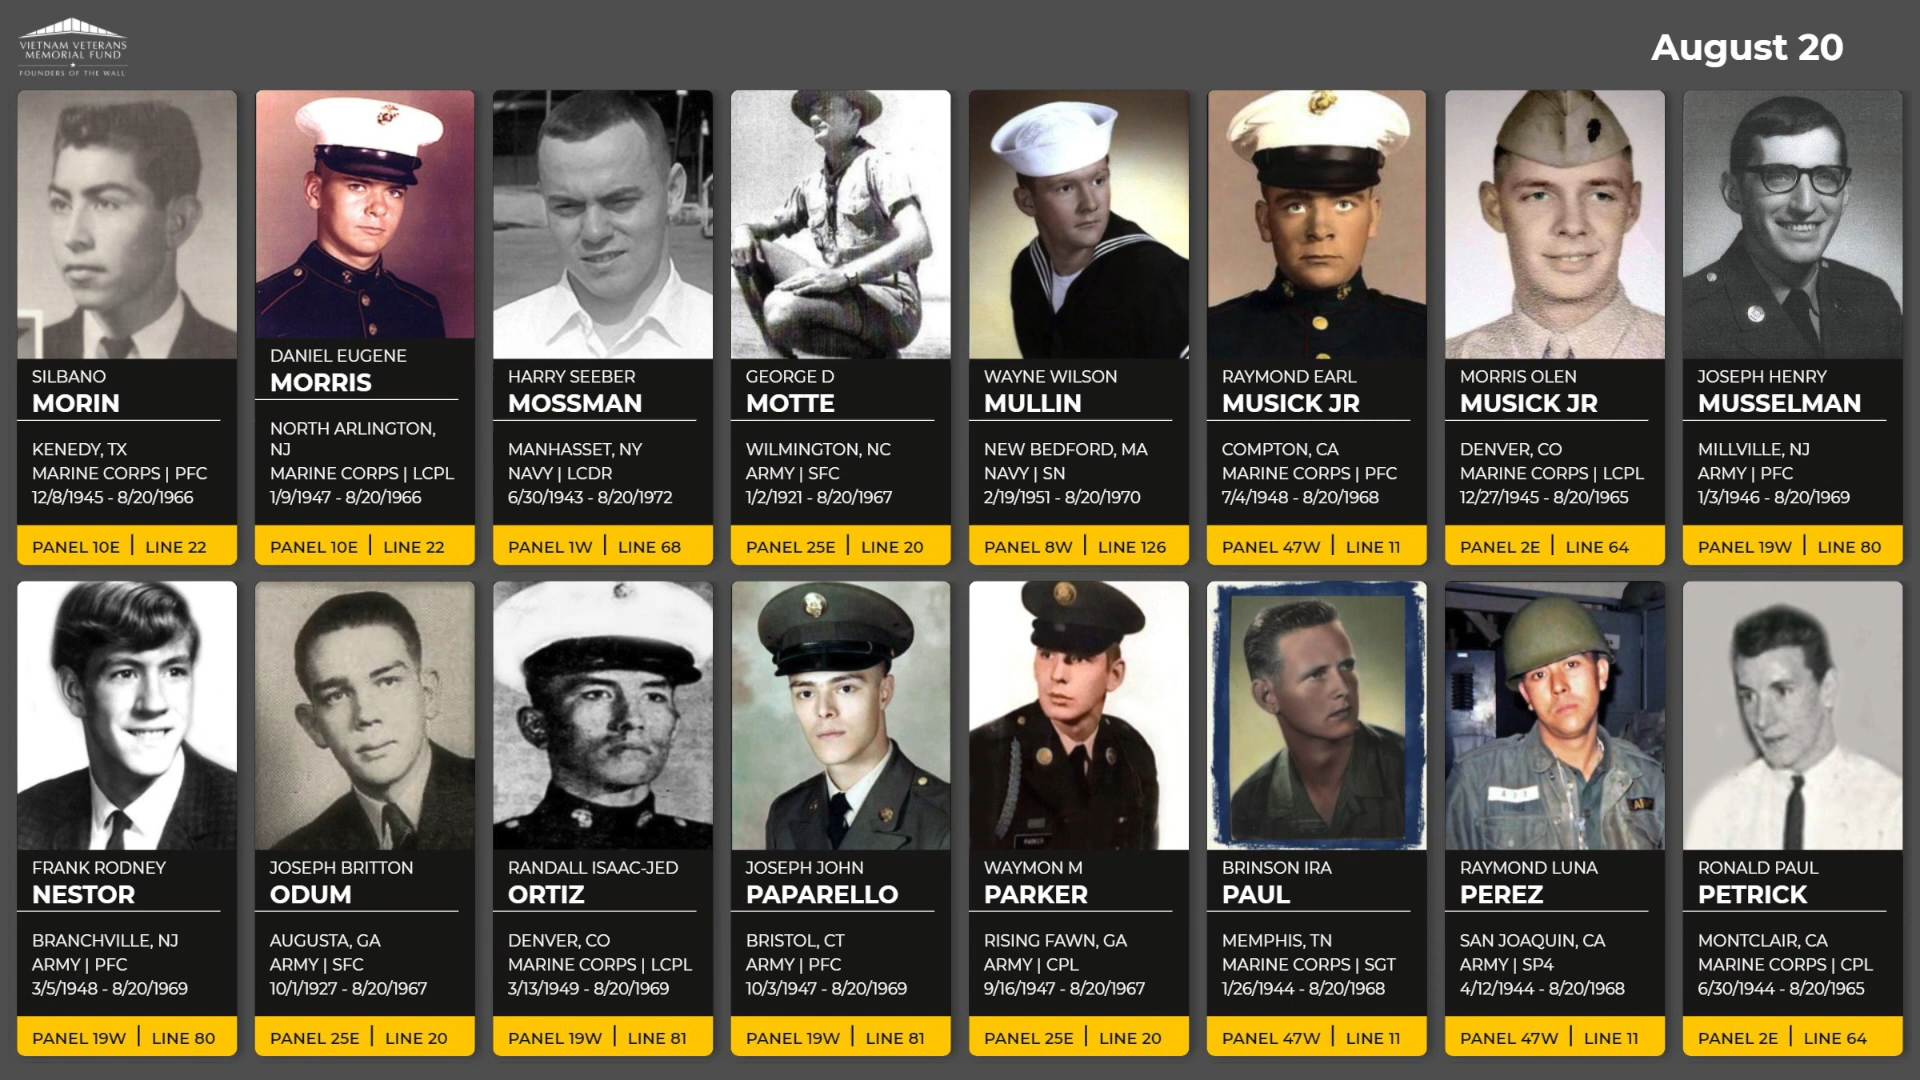 VIETNAM VETERANS
MEMORIAL FUND
FOUNDERS OF THE WALL
August 20
SILBANO
MORIN
KENEDY, TX
MARINE CORPS | PFC
12/8/1945 - 8/20/1966
PANEL 10E | LINE 22
DANIEL EUGENE
MORRIS
NORTH ARLINGTON,
NJ
MARINE CORPS | LCPL
1/9/1947 - 8/20/1966
PANEL 10E | LINE 22
HARRY SEEBER
MOSSMAN
MANHASSET, NY
NAVY | LCDR
6/30/1943 - 8/20/1972
PANEL 1W | LINE 68
GEORGE D
MOTTE
WILMINGTON, NC
ARMY | SFC
1/2/1921 - 8/20/1967
PANEL 25E | LINE 20
WAYNE WILSON
MULLIN
NEW BEDFORD, MA
NAVY | SN
2/19/1951 - 8/20/1970
PANEL 8W | LINE 126
RAYMOND EARL
MUSICK JR
COMPTON, CA
MARINE CORPS | PFC
7/4/1948 - 8/20/1968
PANEL 47W | LINE 11
MORRIS OLEN
MUSICK JR
DENVER, CO
MARINE CORPS | LCPL
12/27/1945 - 8/20/1965
PANEL 2E | LINE 64
JOSEPH HENRY
MUSSELMAN
MILLVILLE, NJ
ARMY | PFC
1/3/1946 - 8/20/1969
PANEL 19W | LINE 80
FRANK RODNEY
NESTOR
BRANCHVILLE, NJ
ARMY | PFC
3/5/1948 - 8/20/1969
PANEL 19W | LINE 80
JOSEPH BRITTON
ODUM
AUGUSTA, GA
ARMY | SFC
10/1/1927 - 8/20/1967
PANEL 25E | LINE 20
RANDALL ISAAC-JED
ORTIZ
DENVER, CO
MARINE CORPS | LCPL
3/13/1949 - 8/20/1969
PANEL 19W | LINE 81
JOSEPH JOHN
PAPARELLO
BRISTOL, CT
ARMY | PFC
10/3/1947 - 8/20/1969
PANEL 19W | LINE 81
PARKER
WAYMON M
PARKER
RISING FAWN, GA
ARMY | CPL
9/16/1947 - 8/20/1967
PANEL 25E | LINE 20
BRINSON IRA
PAUL
MEMPHIS, TN
MARINE CORPS | SGT
1/26/1944 - 8/20/1968
PANEL 47W | LINE 11
RAYMOND LUNA
PEREZ
SAN JOAQUIN, CA
ARMY | SP4
4/12/1944 - 8/20/1968
PANEL 47W | LINE 11
RONALD PAUL
PETRICK
MONTCLAIR, CA
MARINE CORPS | CPL
6/30/1944 - 8/20/1965
PANEL 2E | LINE 64